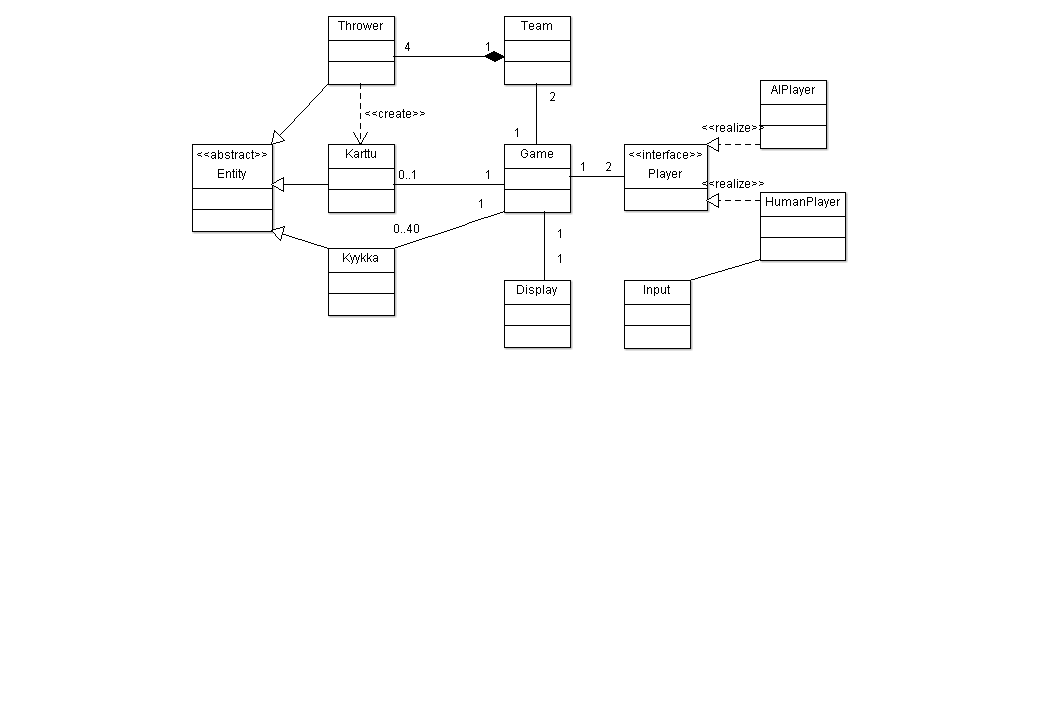 Thrower
Team
4
1
AIPlayer
2
<<create>>
<<realize>>
1
<<abstract>>
Entity
Karttu
Game
<<interface>>
Player
0..1
1
1
2
<<realize>>
1
HumanPlayer
0..40
1
Kyykka
1
Display
Input